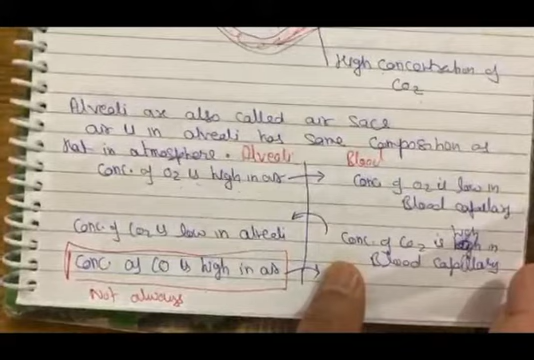 High concentration of
CO2
Alveoli are also called air sacs
air is in alveoli has same composition as
that in atmosphere. Alveoli Blood
Conc. of O2 is high in air → Conc. of O2 is low in
Blood capillary
Conc. of CO2 is low in alveoli
Conc. of CO2 is high in
Blood capillary
Conc of CO is high in air
Not always